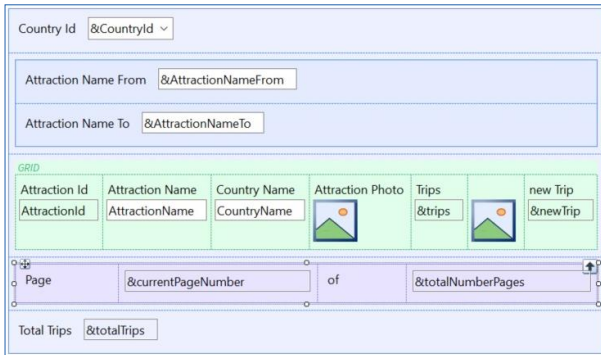 Country Id &CountryId
Attraction Name From &AttractionNameFrom
Attraction Name To &AttractionNameTo
GRID
Attraction Id Attraction Name Country Name Attraction Photo Trips new Trip
AttractionId AttractionName CountryName &trips &newTrip
Page &currentPageNumber of &totalNumberPages
Total Trips &totalTrips